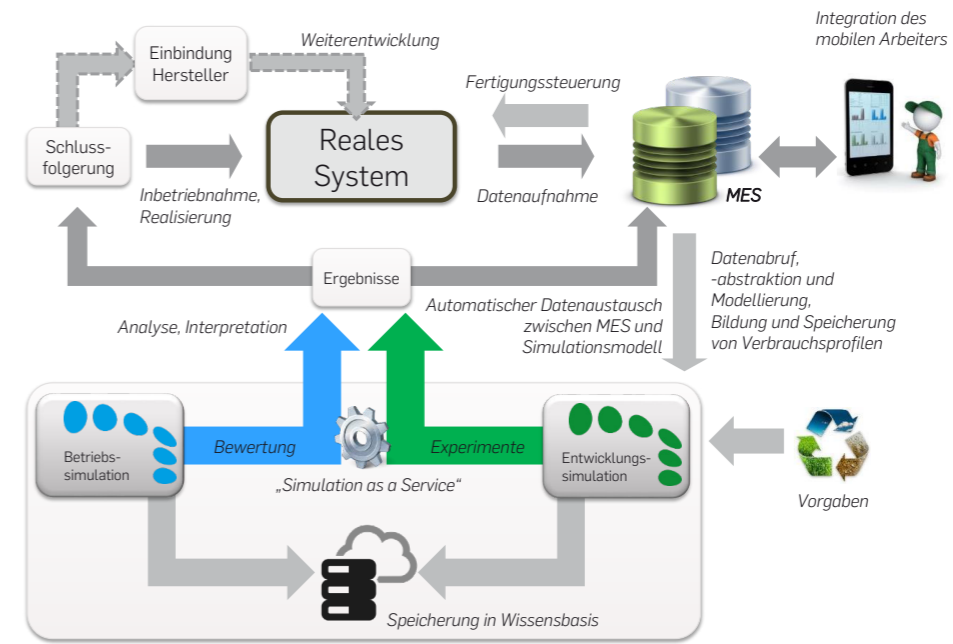 Integration des
mobilen Arbeiters
Einbindung
Hersteller
Weiterentwicklung
Fertigungssteuerung
Schluss-
folgerung
Reales
System
Inbetriebnahme,
Realisierung
Datenaufnahme
MES
Ergebnisse
Datenabruf,
-abstraktion und
Modellierung,
Bildung und Speicherung
von Verbrauchsprofilen
Analyse, Interpretation
Automatischer Datenaustausch
zwischen MES und
Simulationsmodell
Betriebs-
simulation
Bewertung
Experimente
Entwicklungs-
simulation
„Simulation as a Service“
Vorgaben
Speicherung in Wissensbasis